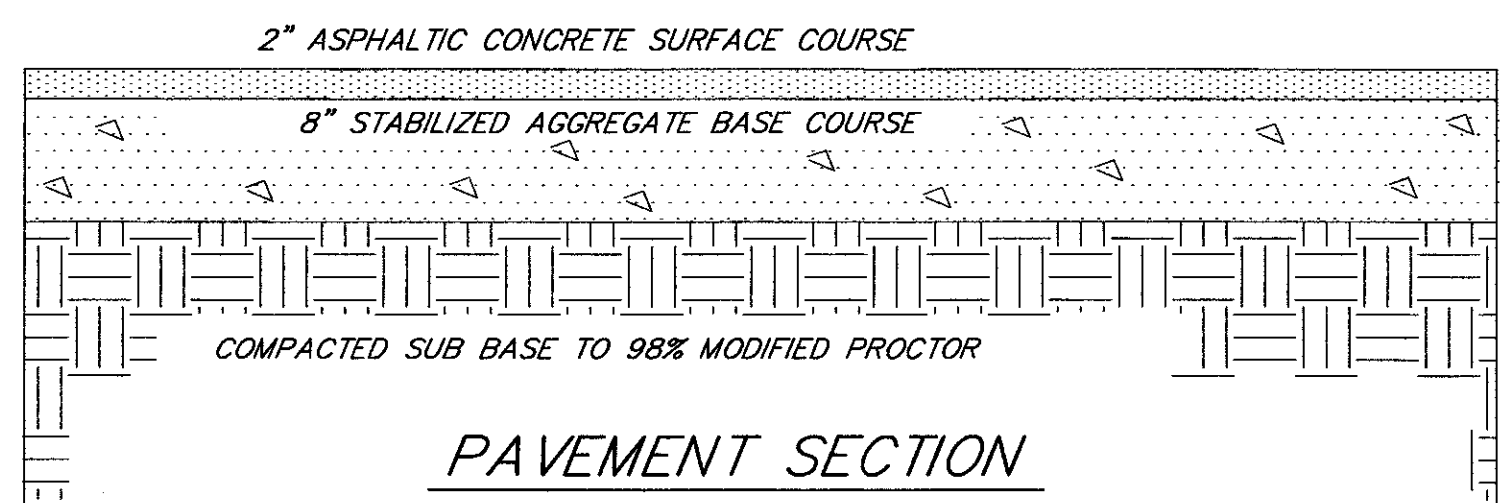 2" ASPHALTIC CONCRETE SURFACE COURSE
8" STABILIZED AGGREGATE BASE COURSE
COMPACTED SUB BASE TO 98% MODIFIED PROCTOR
PAVEMENT SECTION